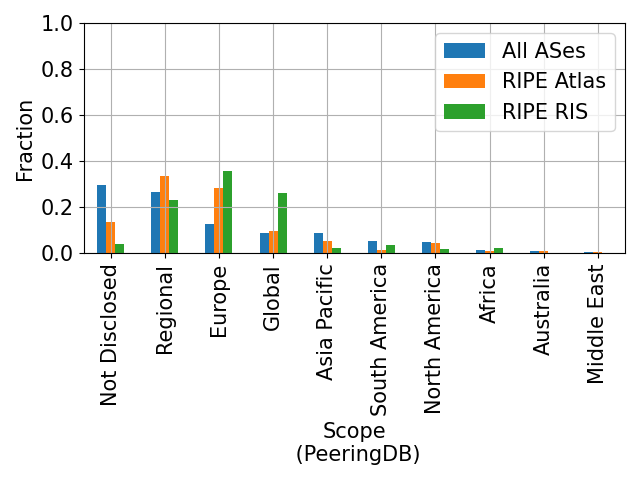 1.0
0.8
0.6
0.4
0.2
0.0
Fraction
All ASes
RIPE Atlas
RIPE RIS
Not Disclosed
Regional
Europe
Global
Asia Pacific
South America
North America
Africa
Australia
Middle East
Scope
(PeeringDB)